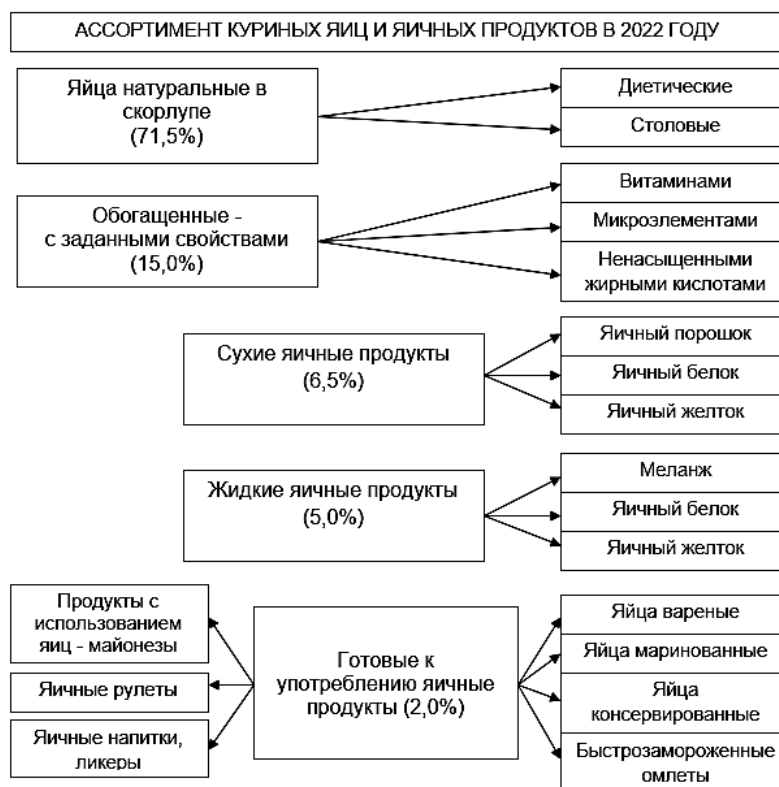 АССОРТИМЕНТ КУРИНЫХ ЯИЦ И ЯИЧНЫХ ПРОДУКТОВ В 2022 ГОДУ
Яйца натуральные в
скорлупе
(71,5%)
Диетические
Столовые
Обогащенные -
с заданными свойствами
(15,0%)
Витаминами
Микроэлементами
Ненасыщенными
жирными кислотами
Сухие яичные продукты
(6,5%)
Яичный порошок
Яичный белок
Яичный желток
Жидкие яичные продукты
(5,0%)
Меланж
Яичный белок
Яичный желток
Продукты с
использованием
яиц - майонезы
Яичные рулеты
Яичные напитки,
ликеры
Готовые к
употреблению яичные
продукты (2,0%)
Яйца вареные
Яйца маринованные
Яйца
консервированные
Быстрозамороженные
омлеты